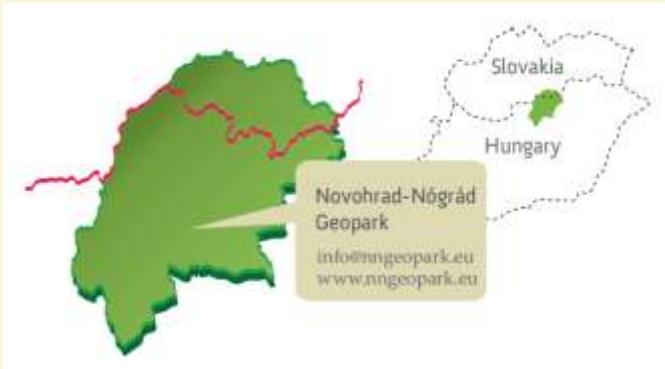 Slovakia
Hungary
Novohrad-Nógrád
Geopark
info@nngeopark.eu
www.nngeopark.eu